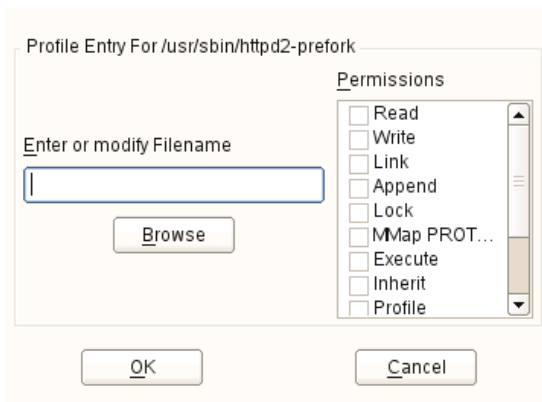 Profile Entry For /usr/sbin/httpd2-prefork
Permissions
Read
Write
Link
Append
Lock
MMap PROT...
Execute
Inherit
Profile
Enter or modify Filename
Browse
OK
Cancel